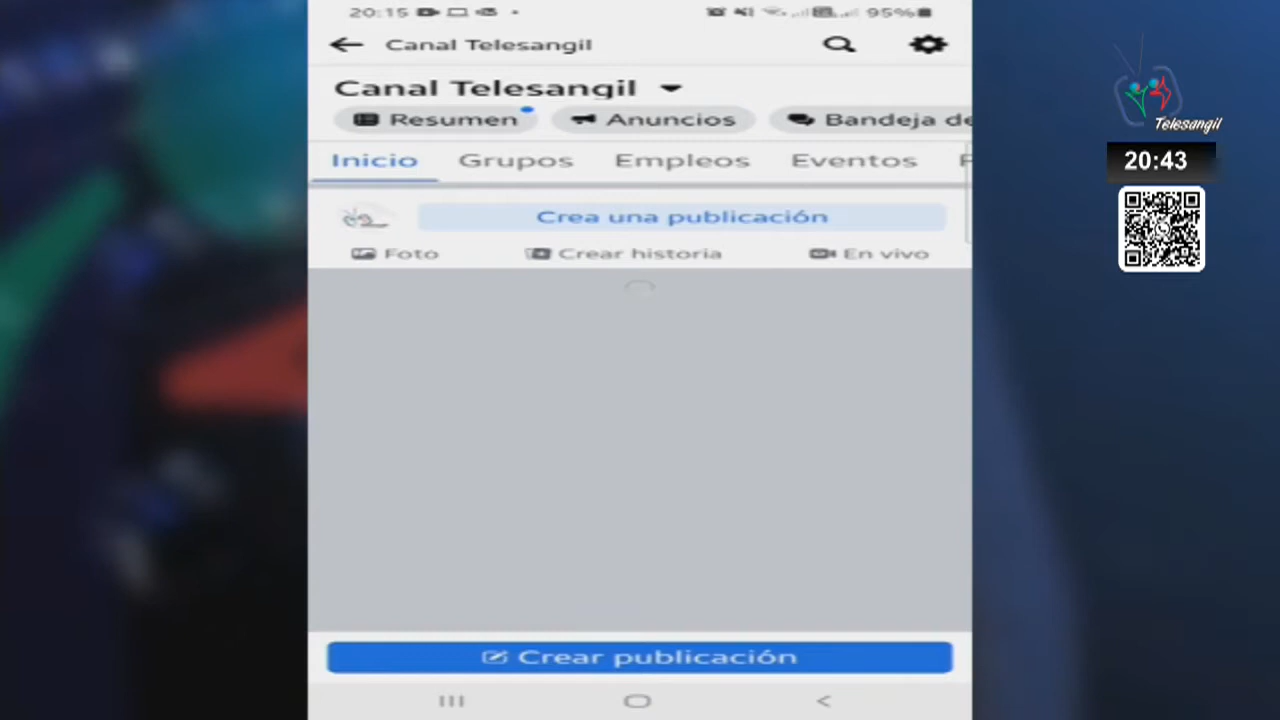 20:15
95%
Canal Telesangil
Canal Telesangil
Resumen
Anuncios
Bandeja de
Inicio
Grupos
Empleos
Eventos
Crea una publicación
Foto
Crear historia
En vivo
Crear publicación
Telesangil
20:43